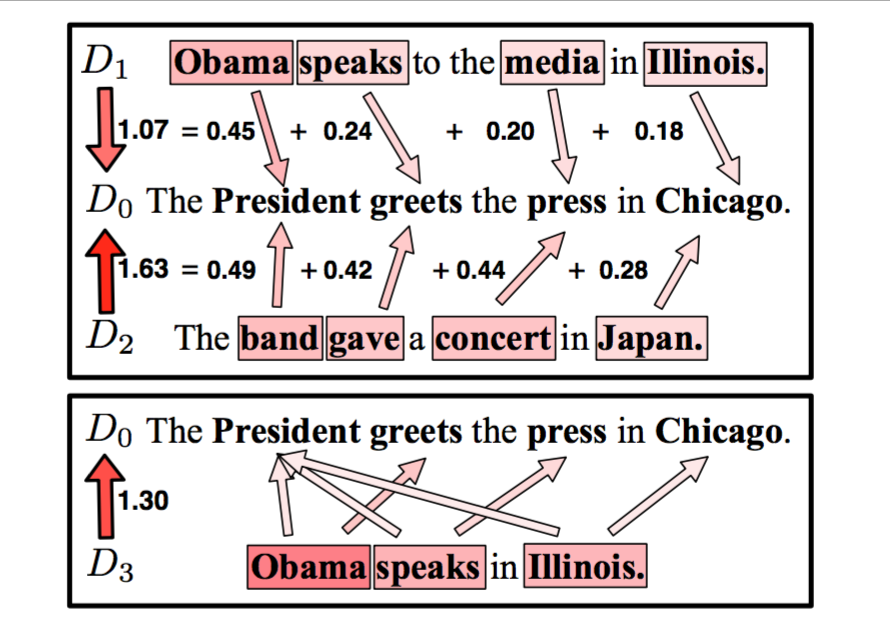 D1 Obama speaks to the media in Illinois.
1.07 = 0.45 + 0.24 + 0.20 + 0.18
D0 The President greets the press in Chicago.
1.63 = 0.49 + 0.42 + 0.44 + 0.28
D2 The band gave a concert in Japan.
D0 The President greets the press in Chicago.
1.30
D3 Obama speaks in Illinois.